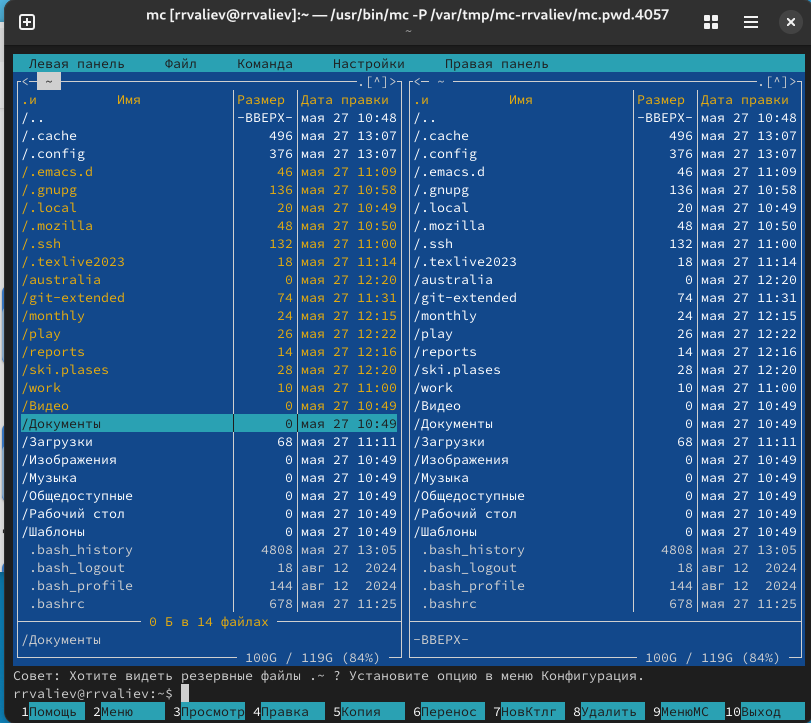 mc [rrvaliev@rrvaliev]:~ — /usr/bin/mc -P /var/tmp/mc-rrvaliev/mc.pwd.4057
~
Левая панель Файл Команда Настройки Правая панель
<─ ~ ─.[^]>
.и Имя Размер Дата правки
/.. -ВВЕРХ- мая 27 10:48
/.cache 496 мая 27 13:07
/.config 376 мая 27 13:07
/.emacs.d 46 мая 27 11:09
/.gnupg 136 мая 27 10:58
/.local 20 мая 27 10:49
/.mozilla 48 мая 27 10:50
/.ssh 132 мая 27 11:00
/.texlive2023 18 мая 27 11:14
/australia 0 мая 27 12:20
/git-extended 74 мая 27 11:31
/monthly 24 мая 27 12:15
/play 26 мая 27 12:22
/reports 14 мая 27 12:16
/ski.plases 28 мая 27 12:20
/work 10 мая 27 11:00
/Видео 0 мая 27 10:49
/Документы 0 мая 27 10:49
/Загрузки 68 мая 27 11:11
/Изображения 0 мая 27 10:49
/Музыка 0 мая 27 10:49
/Общедоступные 0 мая 27 10:49
/Рабочий стол 0 мая 27 10:49
/Шаблоны 0 мая 27 10:49
.bash_history 4808 мая 27 13:05
.bash_logout 18 авг 12 2024
.bash_profile 144 авг 12 2024
.bashrc 678 мая 27 11:25
0 Б в 14 файлах
/Документы
100G / 119G (84%)
<─ ~ ─.[^]>
.и Имя Размер Дата правки
/.. -ВВЕРХ- мая 27 10:48
/.cache 496 мая 27 13:07
/.config 376 мая 27 13:07
/.emacs.d 46 мая 27 11:09
/.gnupg 136 мая 27 10:58
/.local 20 мая 27 10:49
/.mozilla 48 мая 27 10:50
/.ssh 132 мая 27 11:00
/.texlive2023 18 мая 27 11:14
/australia 0 мая 27 12:20
/git-extended 74 мая 27 11:31
/monthly 24 мая 27 12:15
/play 26 мая 27 12:22
/reports 14 мая 27 12:16
/ski.plases 28 мая 27 12:20
/work 10 мая 27 11:00
/Видео 0 мая 27 10:49
/Документы 0 мая 27 10:49
/Загрузки 68 мая 27 11:11
/Изображения 0 мая 27 10:49
/Музыка 0 мая 27 10:49
/Общедоступные 0 мая 27 10:49
/Рабочий стол 0 мая 27 10:49
/Шаблоны 0 мая 27 10:49
.bash_history 4808 мая 27 13:05
.bash_logout 18 авг 12 2024
.bash_profile 144 авг 12 2024
.bashrc 678 мая 27 11:25
-ВВЕРХ-
100G / 119G (84%)
Совет: Хотите видеть резервные файлы .~ ? Установите опцию в меню Конфигурация.
rrvaliev@rrvaliev:~$
1Помощь 2Меню 3Просмотр 4Правка 5Копия 6Перенос 7НовКтлг 8Удалить 9МенюMC 10Выход